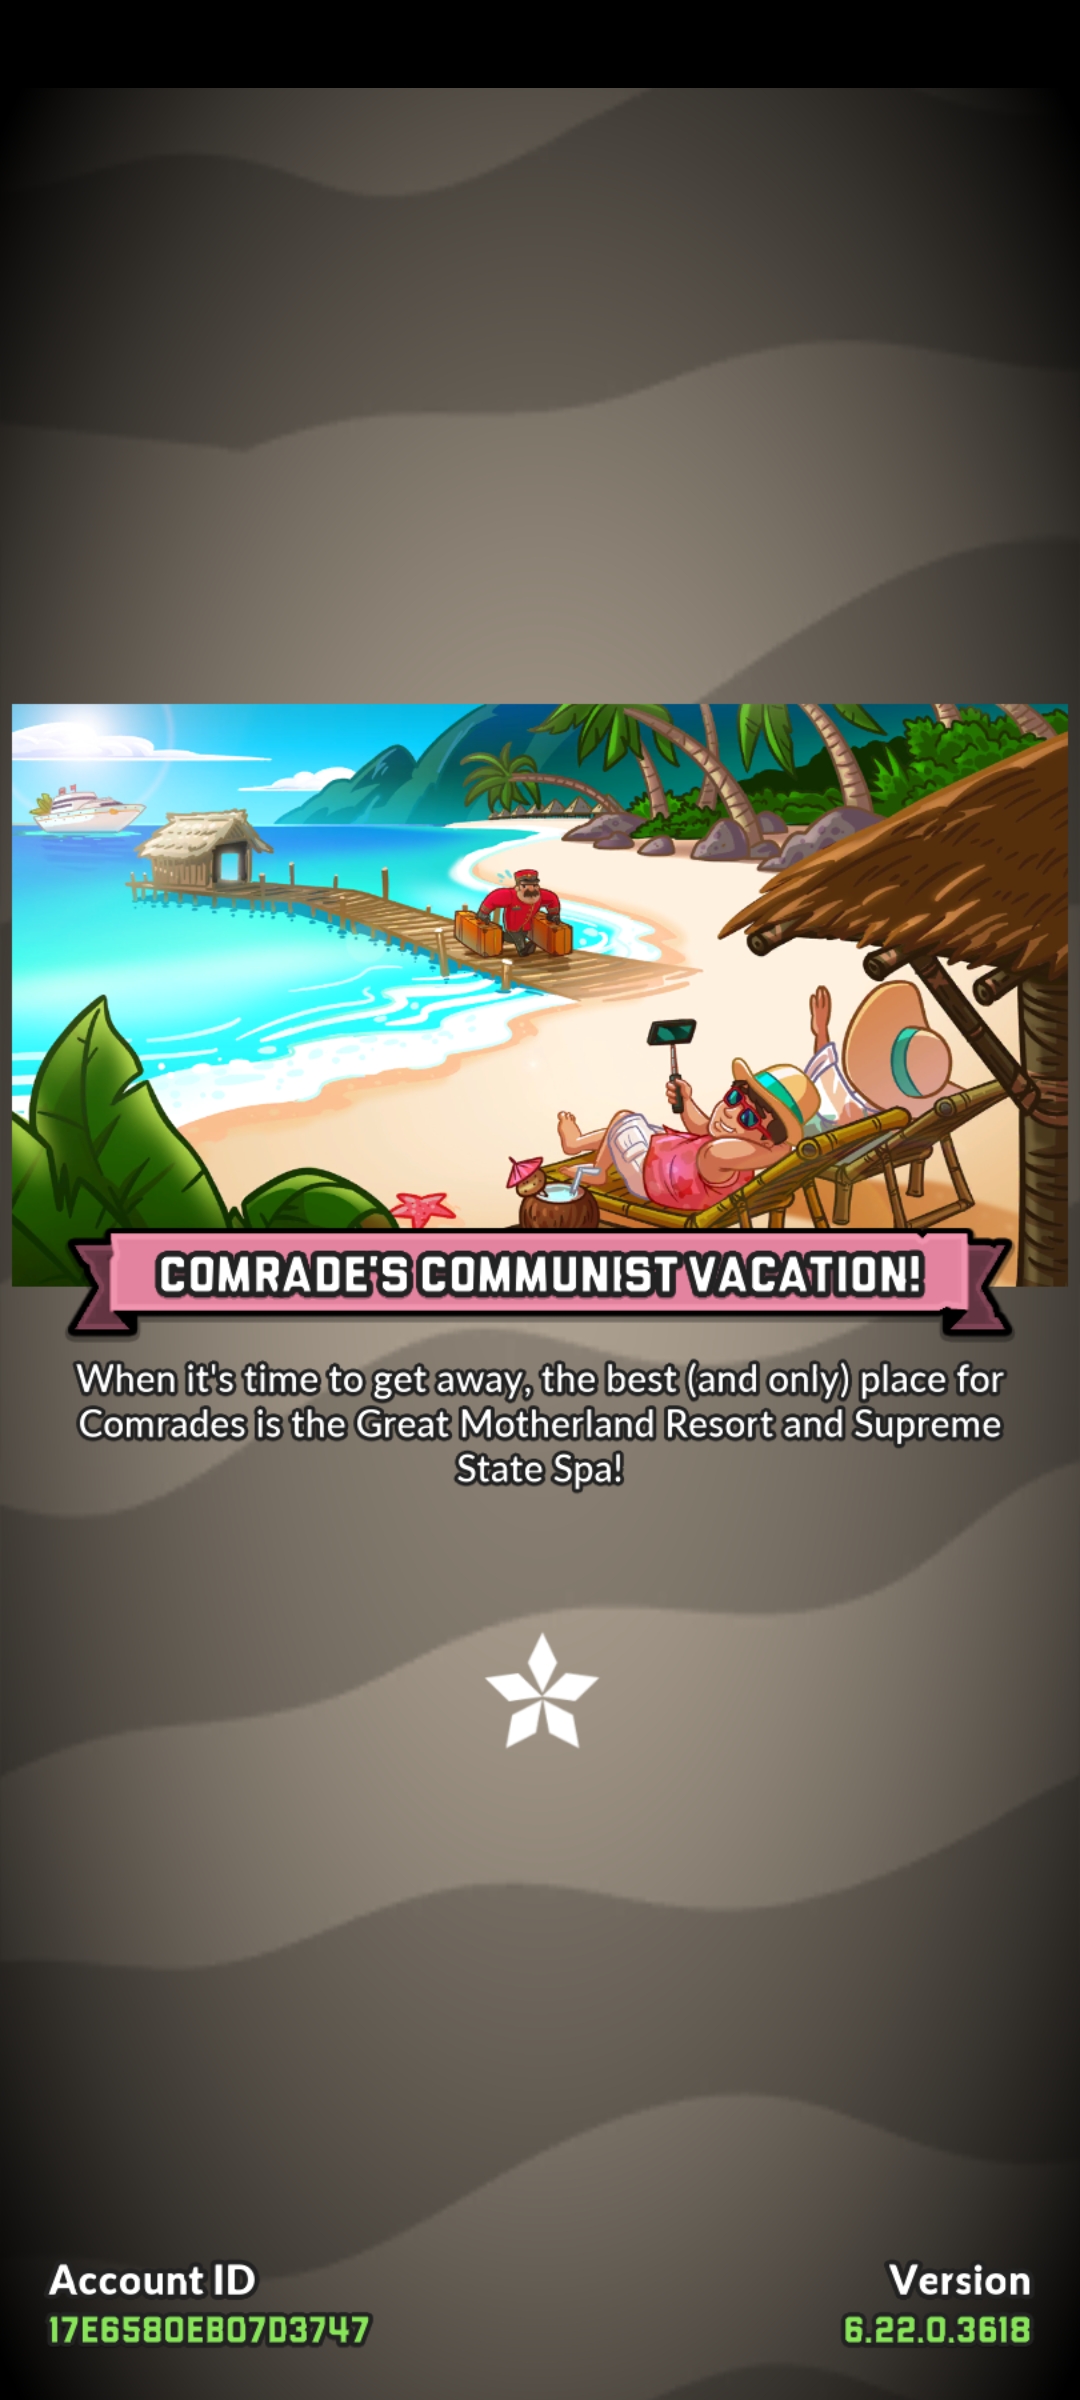 COMRADE'S COMMUNIST VACATION!
When it's time to get away, the best (and only) place for
Comrades is the Great Motherland Resort and Supreme
State Spa!
Account ID
17E6580EB07D3747
Version
6.22.0.3618